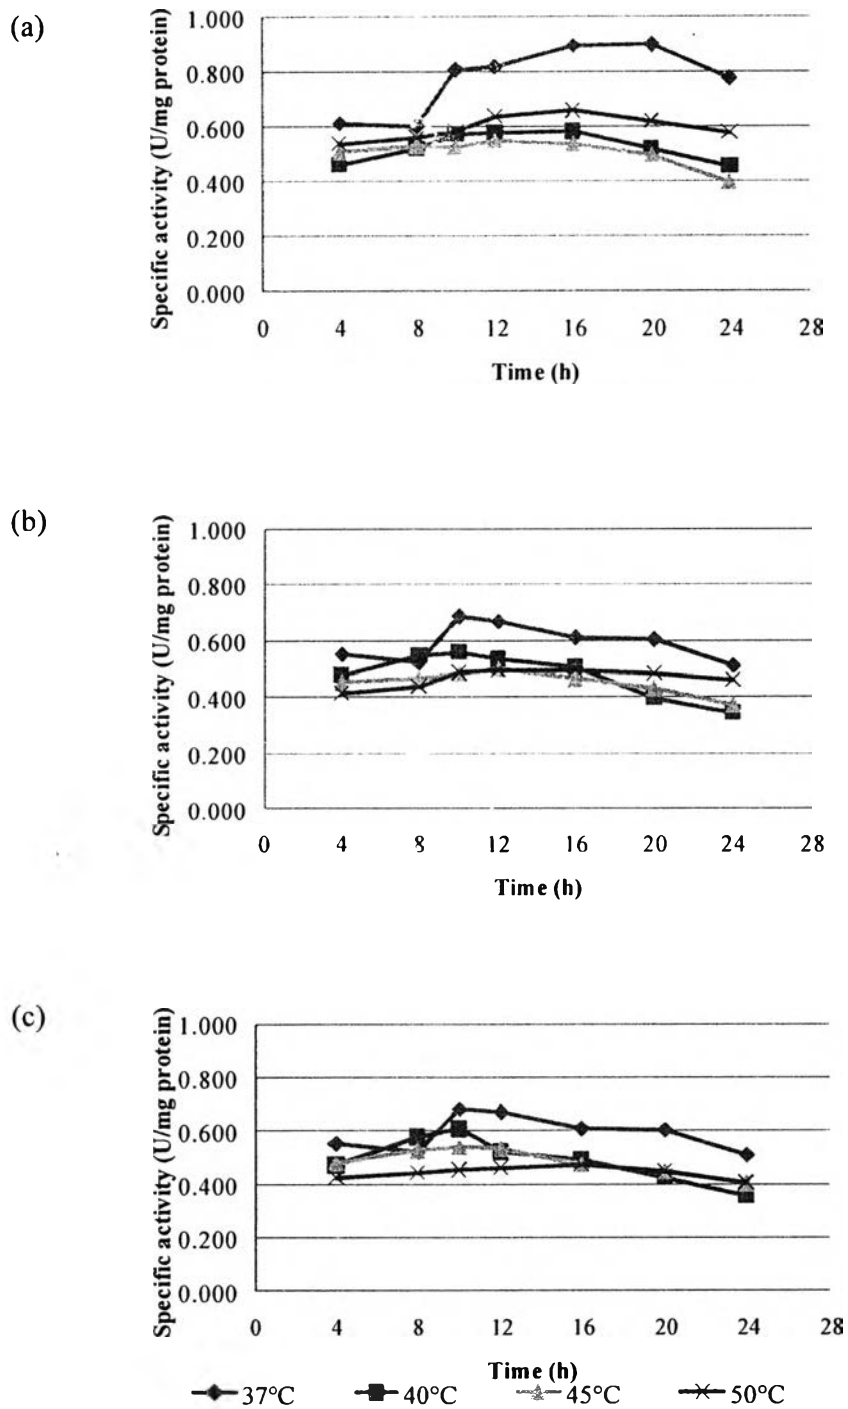 (a)
Specific activity (U/mg protein)
1.000
0.800
0.600
0.400
0.200
0.000
0 4 8 12 16 20 24 28
Time (h)
(b)
Specific activity (U/mg protein)
1.000
0.800
0.600
0.400
0.200
0.000
0 4 8 12 16 20 24 28
Time (h)
(c)
Specific activity (U/mg protein)
1.000
0.800
0.600
0.400
0.200
0.000
0 4 8 12 16 20 24 28
Time (h)
37°C 40°C 45°C 50°C